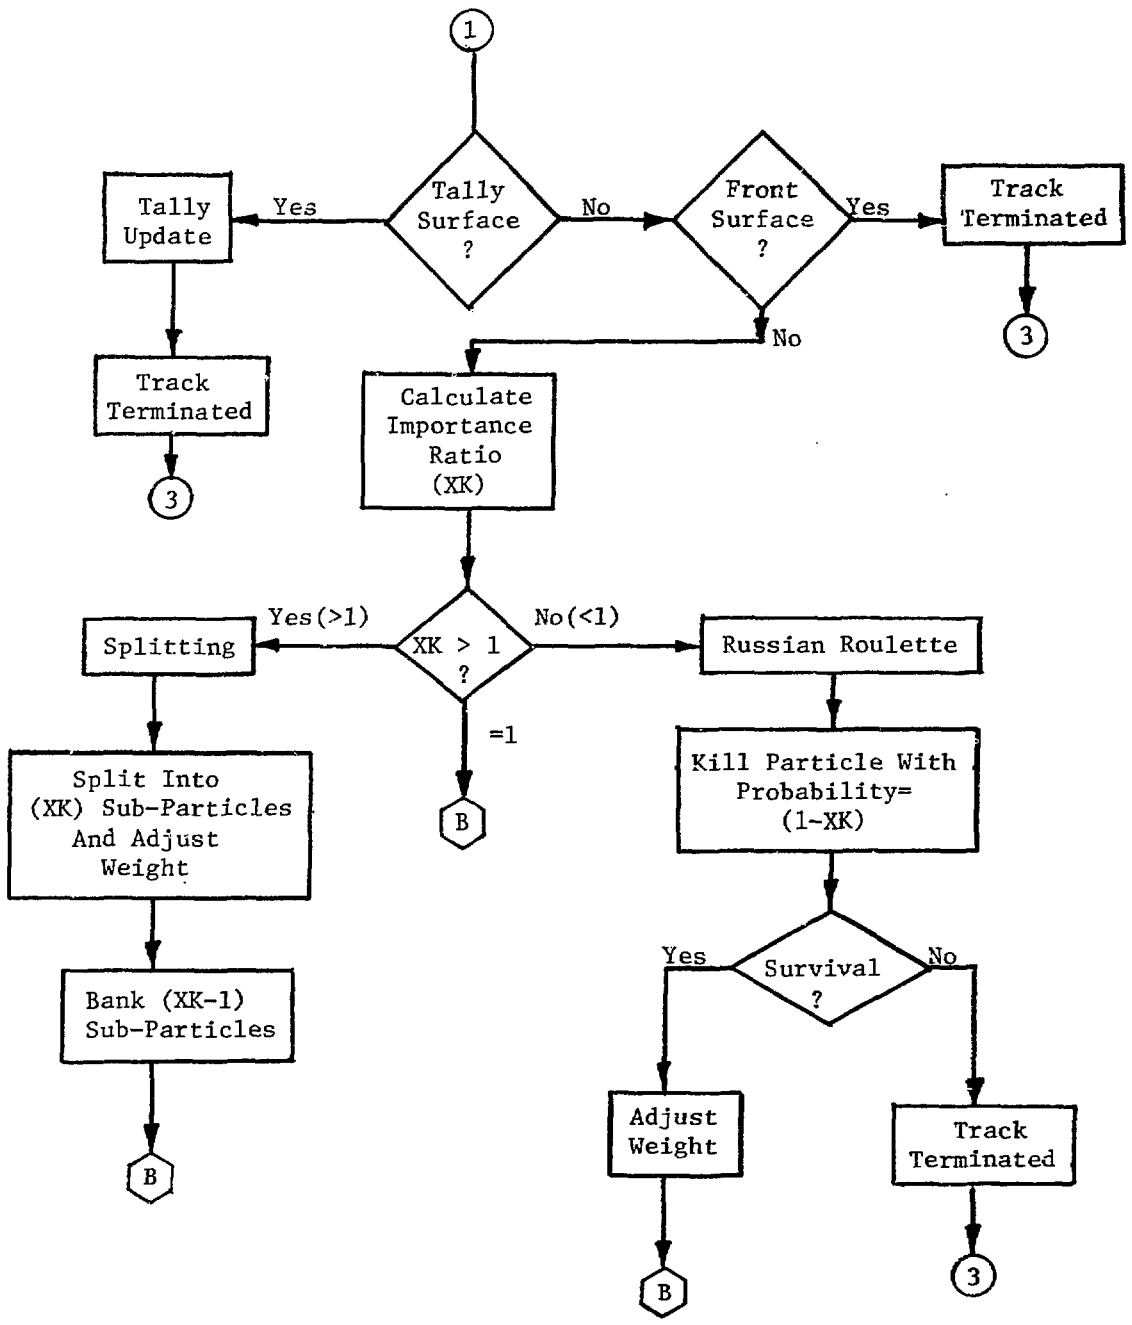 1
Tally
Surface
?
Yes
No
Tally
Update
Track
Terminated
3
Front
Surface
?
Yes
No
Track
Terminated
3
Calculate
Importance
Ratio
(XK)
XK > 1
?
Yes(>1)
No(<1)
=1
B
Splitting
Split Into
(XK) Sub-Particles
And Adjust
Weight
Bank (XK-1)
Sub-Particles
B
Russian Roulette
Kill Particle With
Probability=
(1-XK)
Survival
?
Yes
No
Adjust
Weight
B
Track
Terminated
3